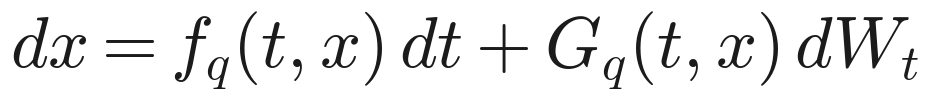 dx = f_q(t, x) dt + G_q(t, x) dW_t